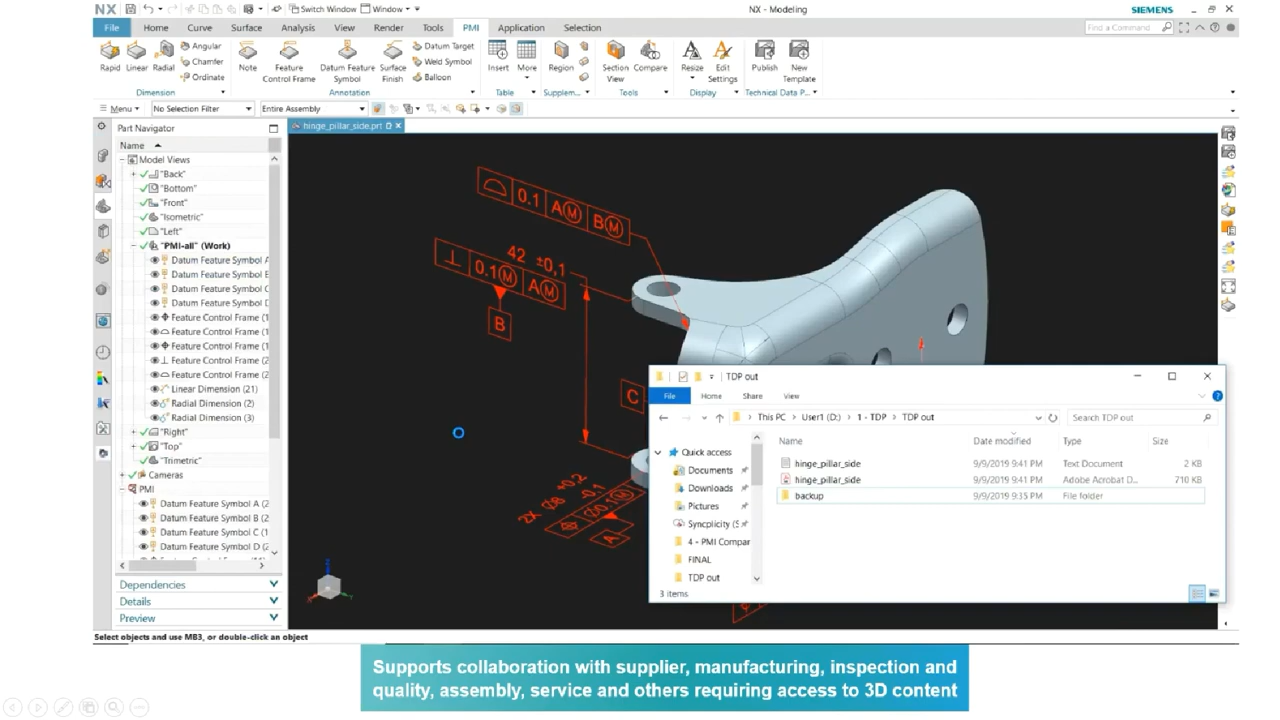 NX Switch Window Window NX - Modeling SIEMENS
File Home Curve Surface Analysis View Render Tools PMI Application Selection Find a Command
Rapid Linear Radial Angular Chamfer Ordinate
Note Feature Control Frame Datum Feature Symbol Surface Finish Datum Target Weld Symbol Balloon
Insert More Region Section View Compare Resize Edit Settings Publish New Template
Dimension Annotation Table Supplem... Tools Display Technical Data P...
Menu No Selection Filter Entire Assembly
Part Navigator
hinge_pillar_side.prt
Name
Model Views
"Back"
"Bottom"
"Front"
"Isometric"
"Left"
"PMI-all" (Work)
Datum Feature Symbol A
Datum Feature Symbol B
Datum Feature Symbol C
Datum Feature Symbol D
Feature Control Frame (1
Feature Control Frame (1
Feature Control Frame (1
Feature Control Frame (2
Feature Control Frame (2
Linear Dimension (21)
Radial Dimension (2)
Radial Dimension (3)
"Right"
"Top"
"Trimetric"
Cameras
PMI
Datum Feature Symbol A (2
Datum Feature Symbol B (2
Datum Feature Symbol C (1
Datum Feature Symbol D (2
Dependencies
Details
Preview
0.1 AⓂ BⓂ
42 ±0,1
⊥ 0.1Ⓜ AⓂ
B
C
2X Ø8 +0,2
-0.1
A
TDP out
File Home Share View
This PC User1 (D:) 1 - TDP TDP out Search TDP out
Quick access
Documents
Downloads
Pictures
Syncplicity (S
4 - PMI Compar
FINAL
TDP out
Name Date modified Type Size
hinge_pillar_side 9/9/2019 9:41 PM Text Document 2 KB
hinge_pillar_side 9/9/2019 9:41 PM Adobe Acrobat D... 710 KB
backup 9/9/2019 9:35 PM File folder
3 items
Select objects and use MB3, or double-click an object
Supports collaboration with supplier, manufacturing, inspection and
quality, assembly, service and others requiring access to 3D content